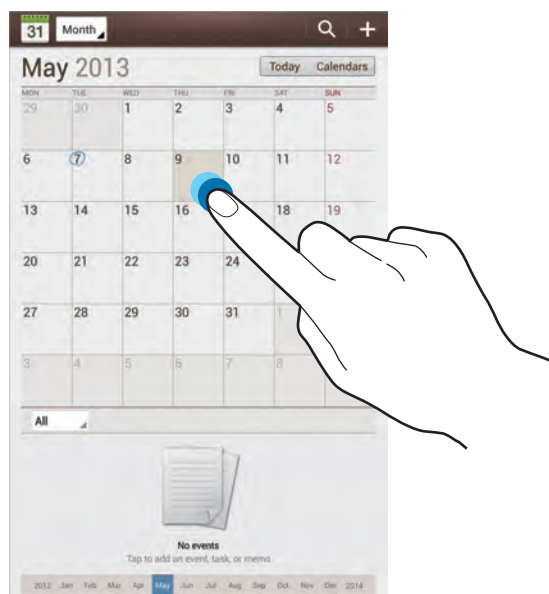 31 Month
May 2013 Today Calendars
MON TUE WED THU FRI SAT SUN
29 30 1 2 3 4 5
6 7 8 9 10 11 12
13 14 15 16 18 19
20 21 22 23 24
27 28 29 30 31 1
3 4 5 6 7 8
All
No events
Tap to add an event, task, or memo
2012 Jan Feb Mar Apr May Jun Jul Aug Sep Oct Nov Dec 2014